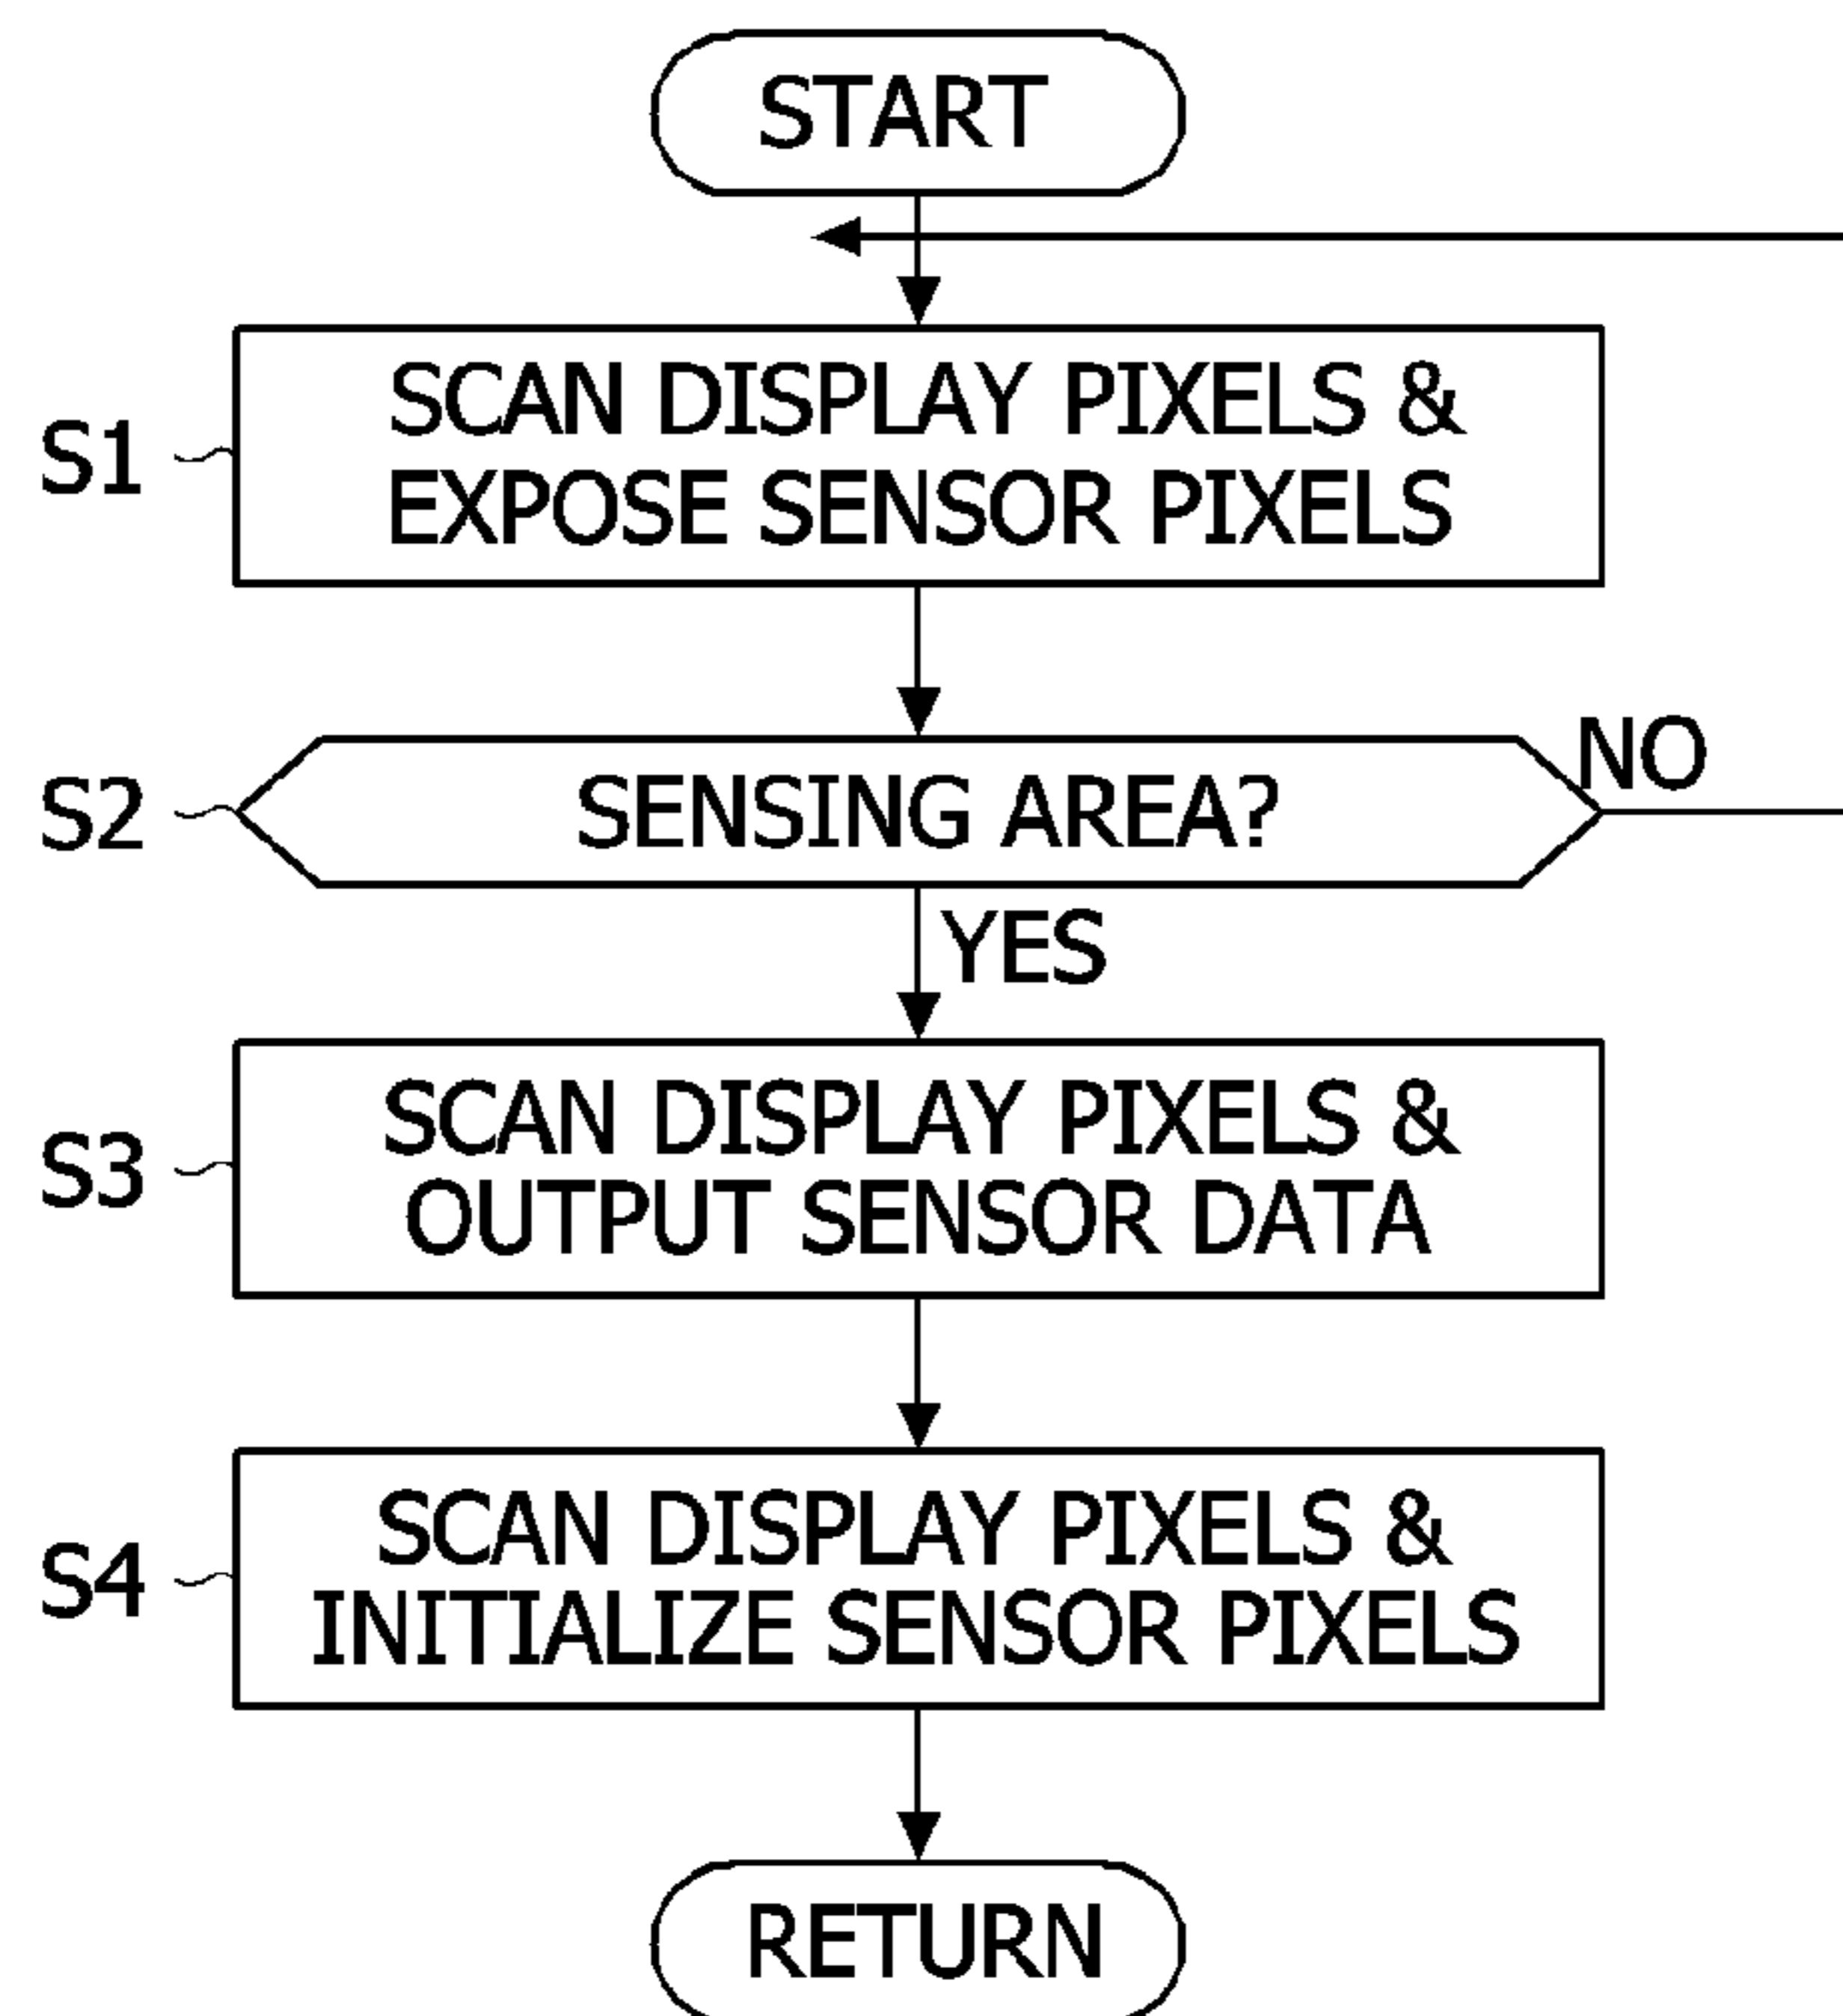 START
S1
SCAN DISPLAY PIXELS &
EXPOSE SENSOR PIXELS
S2
SENSING AREA?
NO
YES
S3
SCAN DISPLAY PIXELS &
OUTPUT SENSOR DATA
S4
SCAN DISPLAY PIXELS &
INITIALIZE SENSOR PIXELS
RETURN